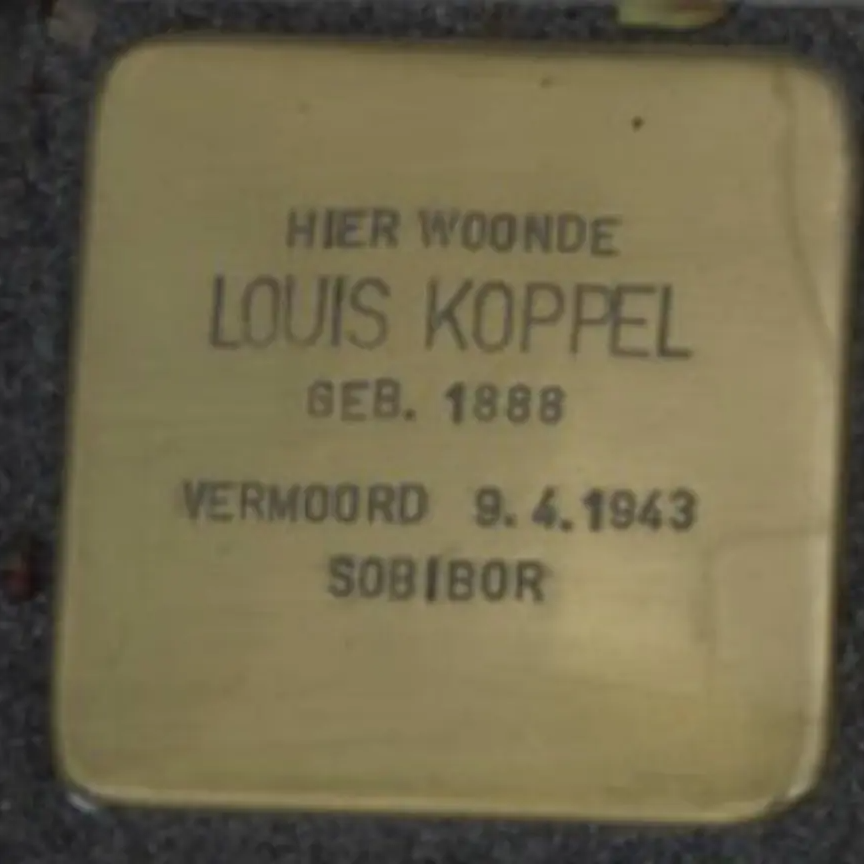 HIER WOONDE
LOUIS KOPPEL
GEB. 1888
VERMOORD 9.4.1943
SOBIBOR